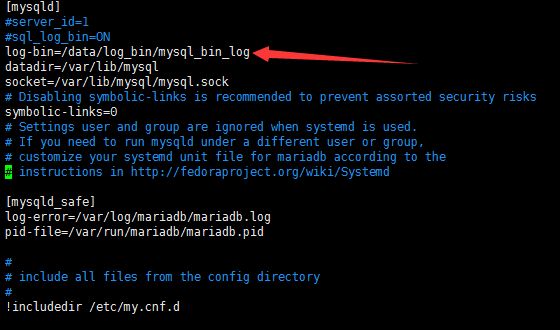 [mysqld]
#server_id=1
#sql_log_bin=ON
log-bin=/data/log_bin/mysql_bin_log
datadir=/var/lib/mysql
socket=/var/lib/mysql/mysql.sock
# Disabling symbolic-links is recommended to prevent assorted security risks
symbolic-links=0
# Settings user and group are ignored when systemd is used.
# If you need to run mysqld under a different user or group,
# customize your systemd unit file for mariadb according to the
# instructions in http://fedoraproject.org/wiki/Systemd
[mysqld_safe]
log-error=/var/log/mariadb/mariadb.log
pid-file=/var/run/mariadb/mariadb.pid
#
# include all files from the config directory
#
!includedir /etc/my.cnf.d